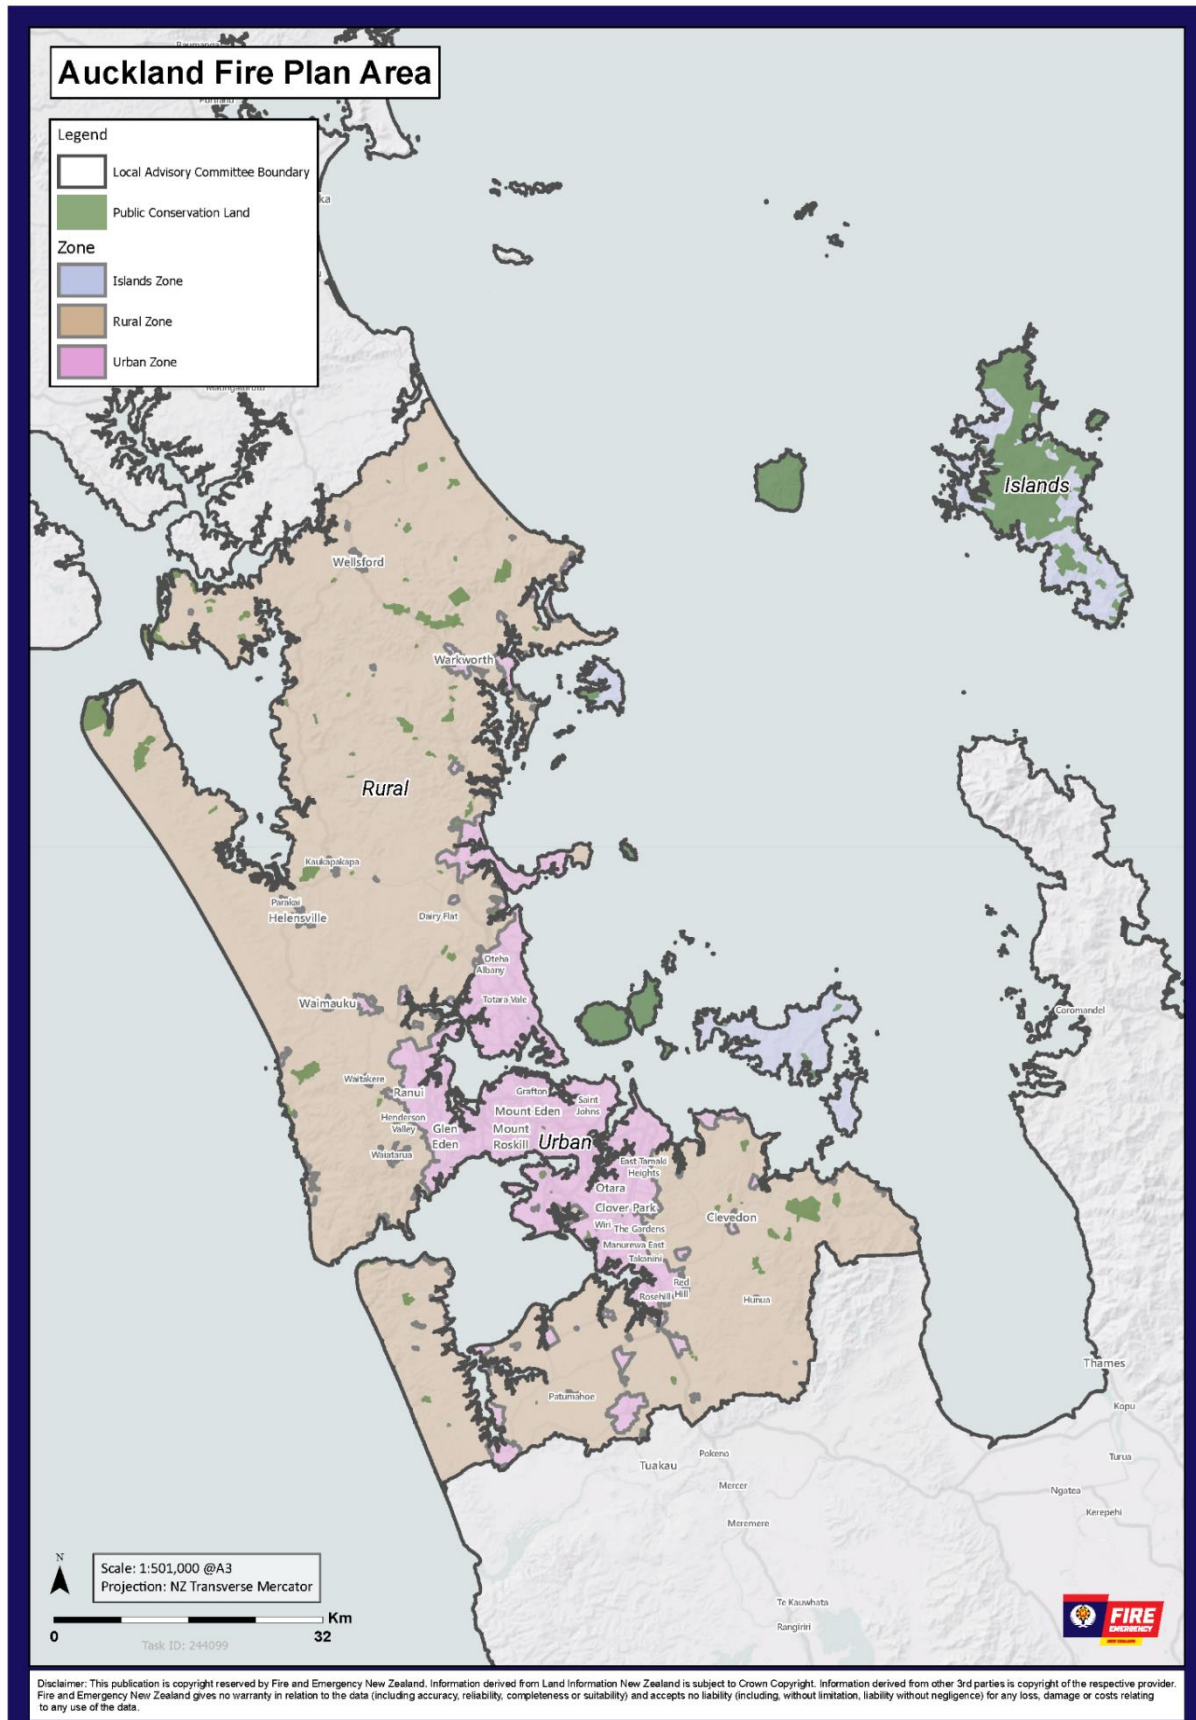 Auckland Fire Plan Area
Legend
Local Advisory Committee Boundary
Public Conservation Land
Zone
Islands Zone
Rural Zone
Urban Zone
Islands
Wellsford
Warkworth
Rural
Kaukapakapa
Parakai
Helensville
Dairy Flat
Oteha
Albany
Totara Vale
Waimauku
Coromandel
Waitakere
Ranui
Grafton
Saint
Johns
Mount Eden
Henderson
Valley
Glen
Eden
Mount
Roskill
Urban
Waiatarua
East Tamaki
Heights
Otara
Clover Park
Clevedon
Wiri
The Gardens
Manurewa East
Takanini
Red
Hill
Rosehill
Hunua
Patumahoe
Thames
Kopu
Tuakau
Pokeno
Turua
Mercer
Ngatea
Kerepehi
Meremere
Te Kauwhata
Rangiriri
N
Scale: 1:501,000 @A3
Projection: NZ Transverse Mercator
Km
0 32
Task ID: 244099
FIRE
EMERGENCY
NEW ZEALAND
Disclaimer: This publication is copyright reserved by Fire and Emergency New Zealand. Information derived from Land Information New Zealand is subject to Crown Copyright. Information derived from other 3rd parties is copyright of the respective provider.
Fire and Emergency New Zealand gives no warranty in relation to the data (including accuracy, reliability, completeness or suitability) and accepts no liability (including, without limitation, liability without negligence) for any loss, damage or costs relating
to any use of the data.